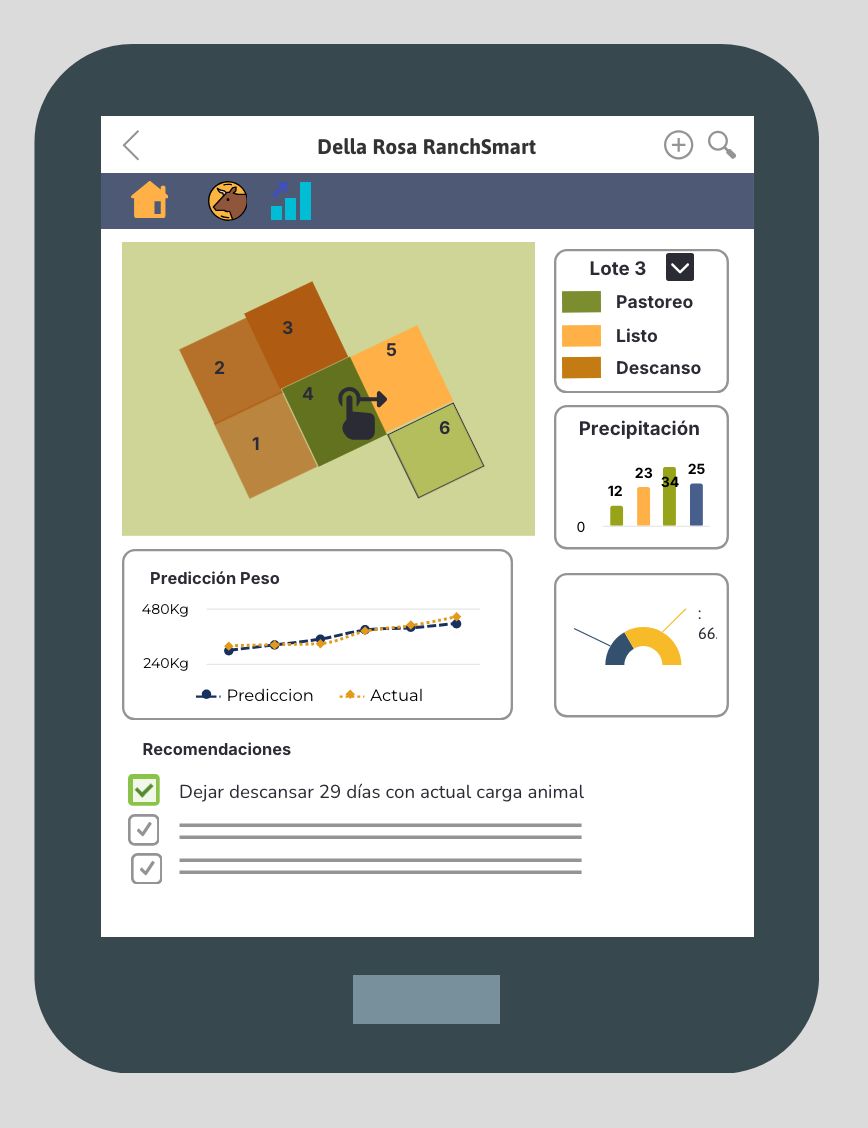 Della Rosa RanchSmart
3
5
2
4
6
1
Lote 3
Pastoreo
Listo
Descanso
Precipitación
12
23
34
25
0
Predicción Peso
480Kg
240Kg
Prediccion
Actual
:
66.
Recomendaciones
Dejar descansar 29 días con actual carga animal